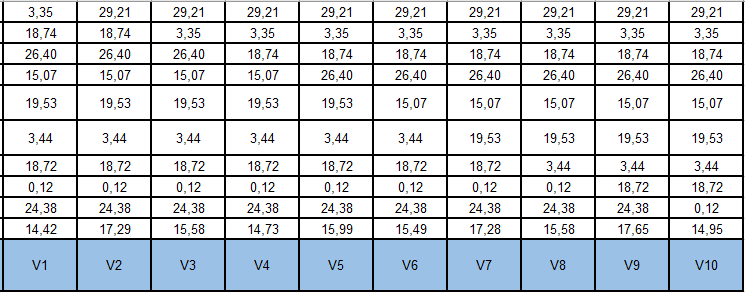 3,35 29,21 29,21 29,21 29,21 29,21 29,21 29,21 29,21 29,21
18,74 18,74 3,35 3,35 3,35 3,35 3,35 3,35 3,35 3,35
26,40 26,40 26,40 18,74 18,74 18,74 18,74 18,74 18,74 18,74
15,07 15,07 15,07 15,07 26,40 26,40 26,40 26,40 26,40 26,40
19,53 19,53 19,53 19,53 19,53 15,07 15,07 15,07 15,07 15,07
3,44 3,44 3,44 3,44 3,44 3,44 19,53 19,53 19,53 19,53
18,72 18,72 18,72 18,72 18,72 18,72 18,72 3,44 3,44 3,44
0,12 0,12 0,12 0,12 0,12 0,12 0,12 0,12 18,72 18,72
24,38 24,38 24,38 24,38 24,38 24,38 24,38 24,38 24,38 0,12
14,42 17,29 15,58 14,73 15,99 15,49 17,28 15,58 17,65 14,95
V1 V2 V3 V4 V5 V6 V7 V8 V9 V10